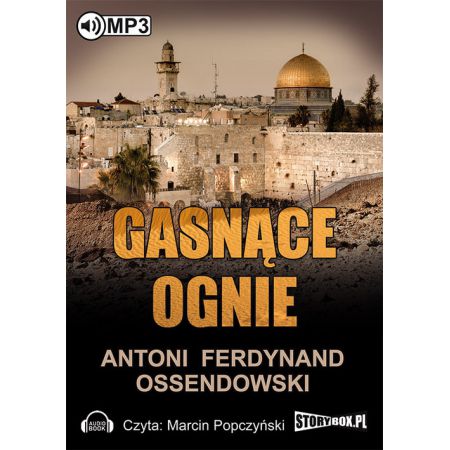 MP3
GASNĄCE
OGNIE
ANTONI FERDYNAND
OSSENDOWSKI
AUDIO
BOOK
Czyta: Marcin Popczyński
STORYBOX.PL